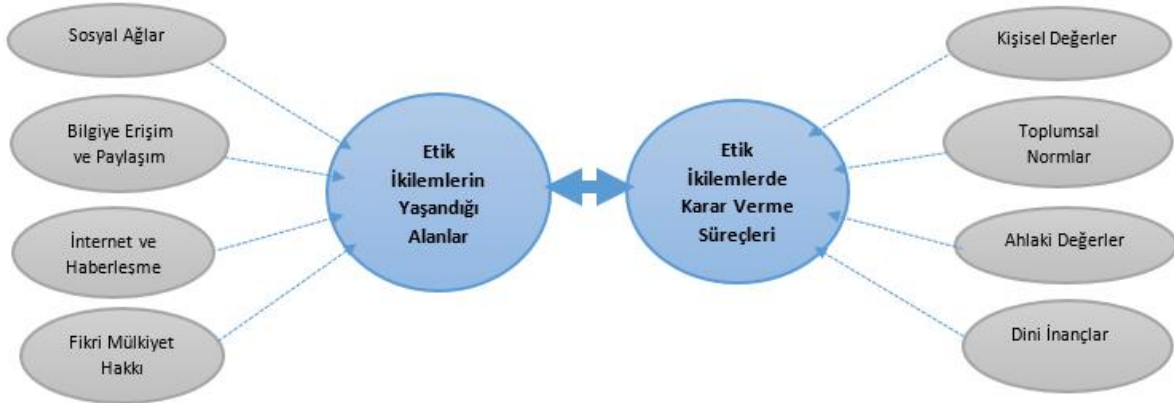 Sosyal Ağlar
Bilgiye Erişim
ve Paylaşım
İnternet ve
Haberleşme
Fikri Mülkiyet
Hakkı
Etik
İkilemlerin
Yaşandığı
Alanlar
Etik
İkilemlerde
Karar Verme
Süreçleri
Kişisel Değerler
Toplumsal
Normlar
Ahlaki Değerler
Dini İnançlar